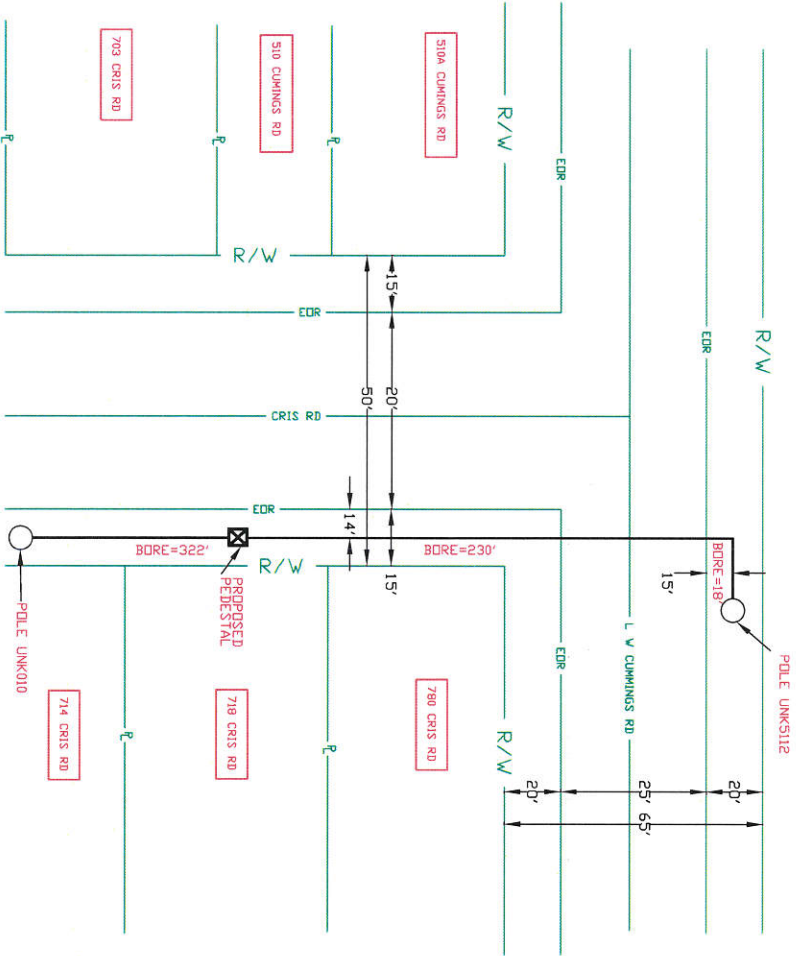 703 CRIS RD
510 CUMINGS RD
510A CUMINGS RD
R/W
EOR
R/W
EOR
PL
PL
PL
R/W
15'
EOR
50'
20'
CRIS RD
EOR
14'
15'
BORE=322'
BORE=230'
BORE=18'
15'
R/W
PROPOSED
PEDESTAL
POLE UNK010
POLE UNK5112
L W CUMMINGS RD
EOR
714 CRIS RD
718 CRIS RD
780 CRIS RD
PL
PL
R/W
20'
25'
65'
20'